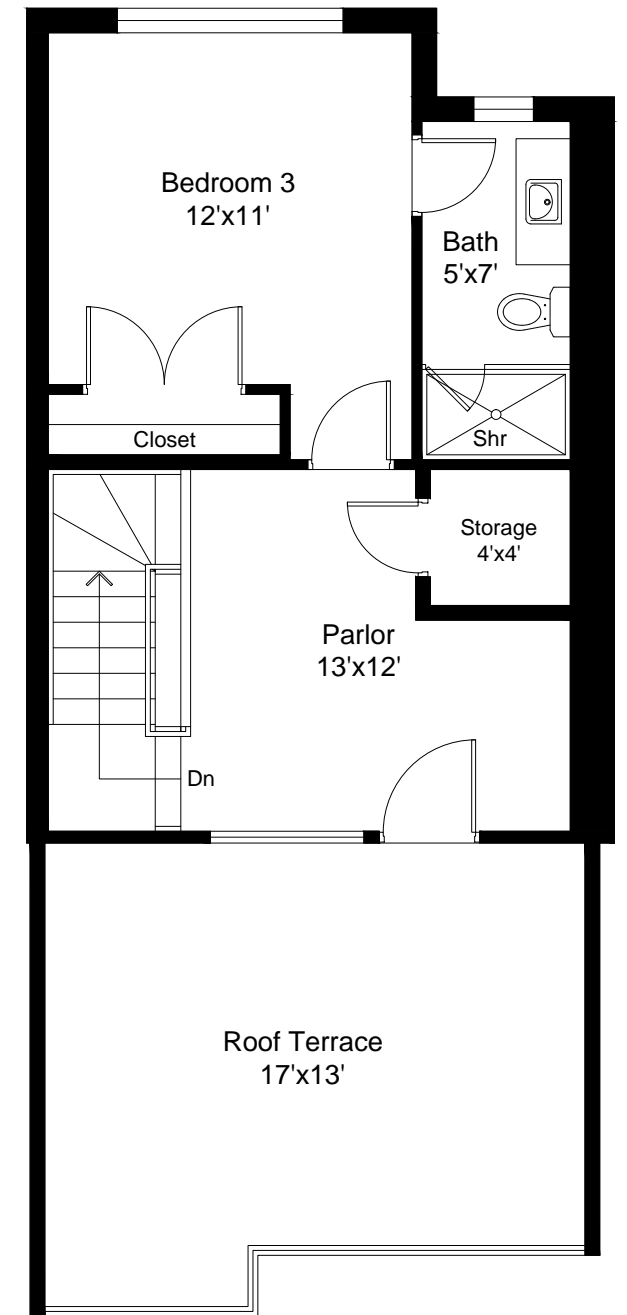 Bedroom 3
12'x11'
Bath
5'x7'
Closet
Shr
Storage
4'x4'
Parlor
13'x12'
Dn
Roof Terrace
17'x13'